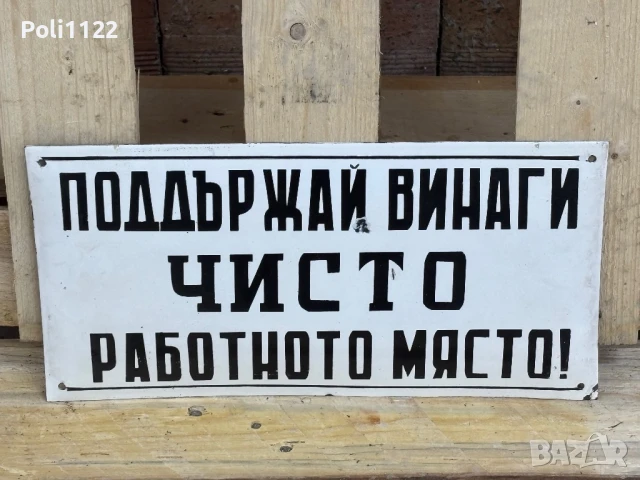 Poli1122
ПОДДЪРЖАЙ ВИНАГИ
ЧИСТО
РАБОТНОТО МЯСТО!
BAZAR